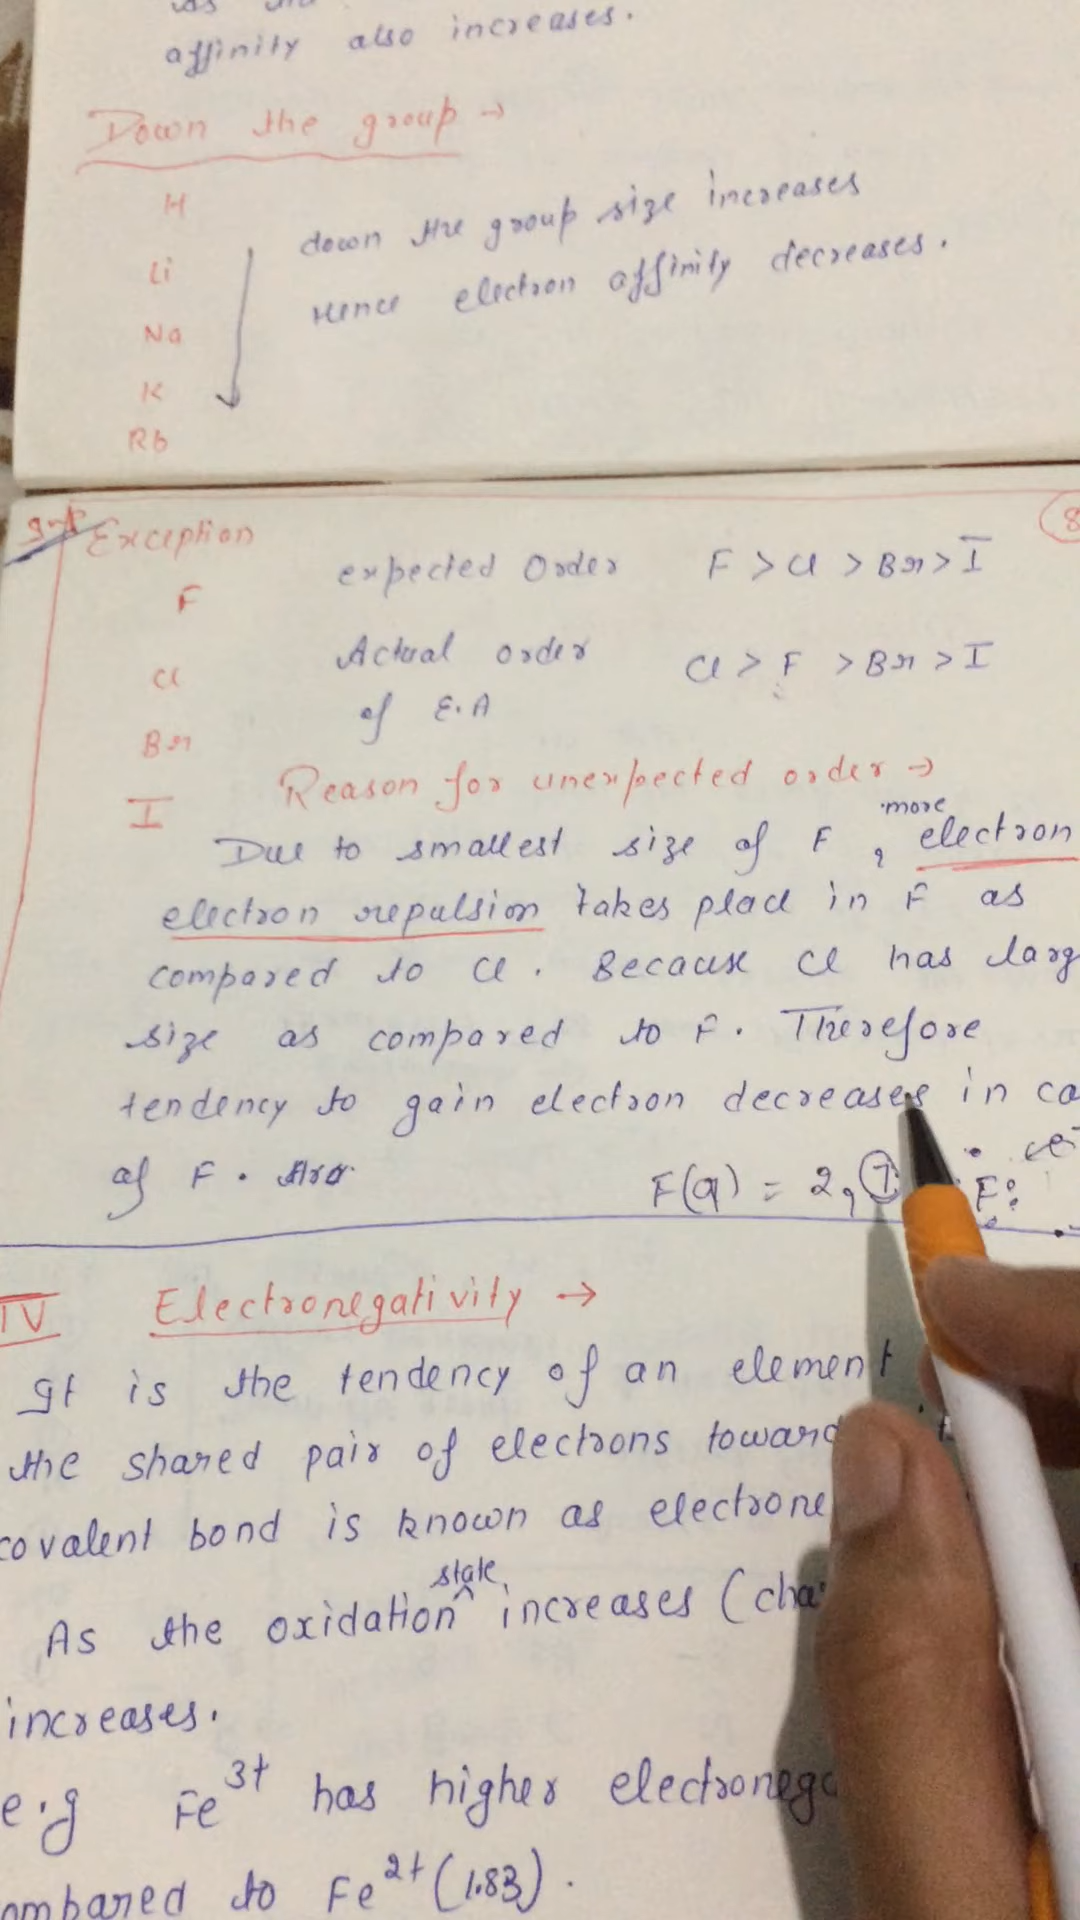 affinity also increases.
Down the group →
H
Li
Na
K
Rb
down the group size increases
Hence electron affinity decreases.
8
Exception
F
Cl
Br
I
expected order F > Cl > Br > I
Actual order Cl > F > Br > I
of E.A
Reason for unexpected order →
Due to smallest size of F, more electron
electron repulsion takes place in F as
compared to Cl. Because Cl has larg
size as compared to F. Therefore
tendency to gain electron decreases in ca
of F.
F(9) = 2, 7 F
IV Electronegativity →
It is the tendency of an element
the shared pair of electrons toward
covalent bond is known as electrone
As the oxidation state increases (cha
increases.
e.g Fe3+ has higher electronega
ompared to Fe2+ (1.83).